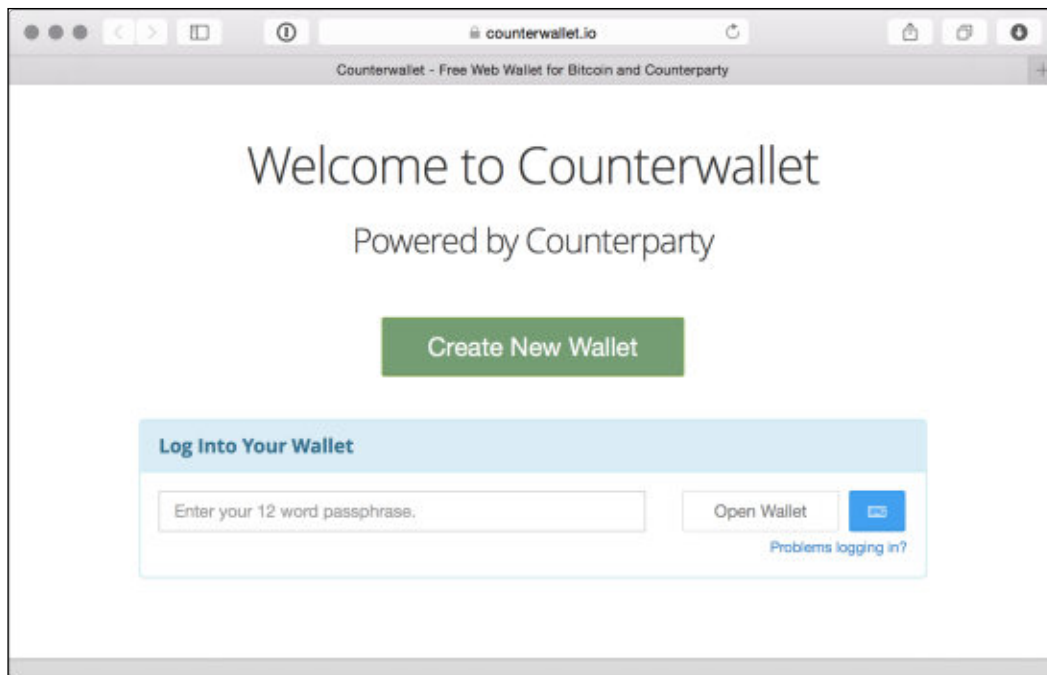 counterwallet.io
Counterwallet - Free Web Wallet for Bitcoin and Counterparty
Welcome to Counterwallet
Powered by Counterparty
Create New Wallet
Log Into Your Wallet
Enter your 12 word passphrase.
Open Wallet
Problems logging in?